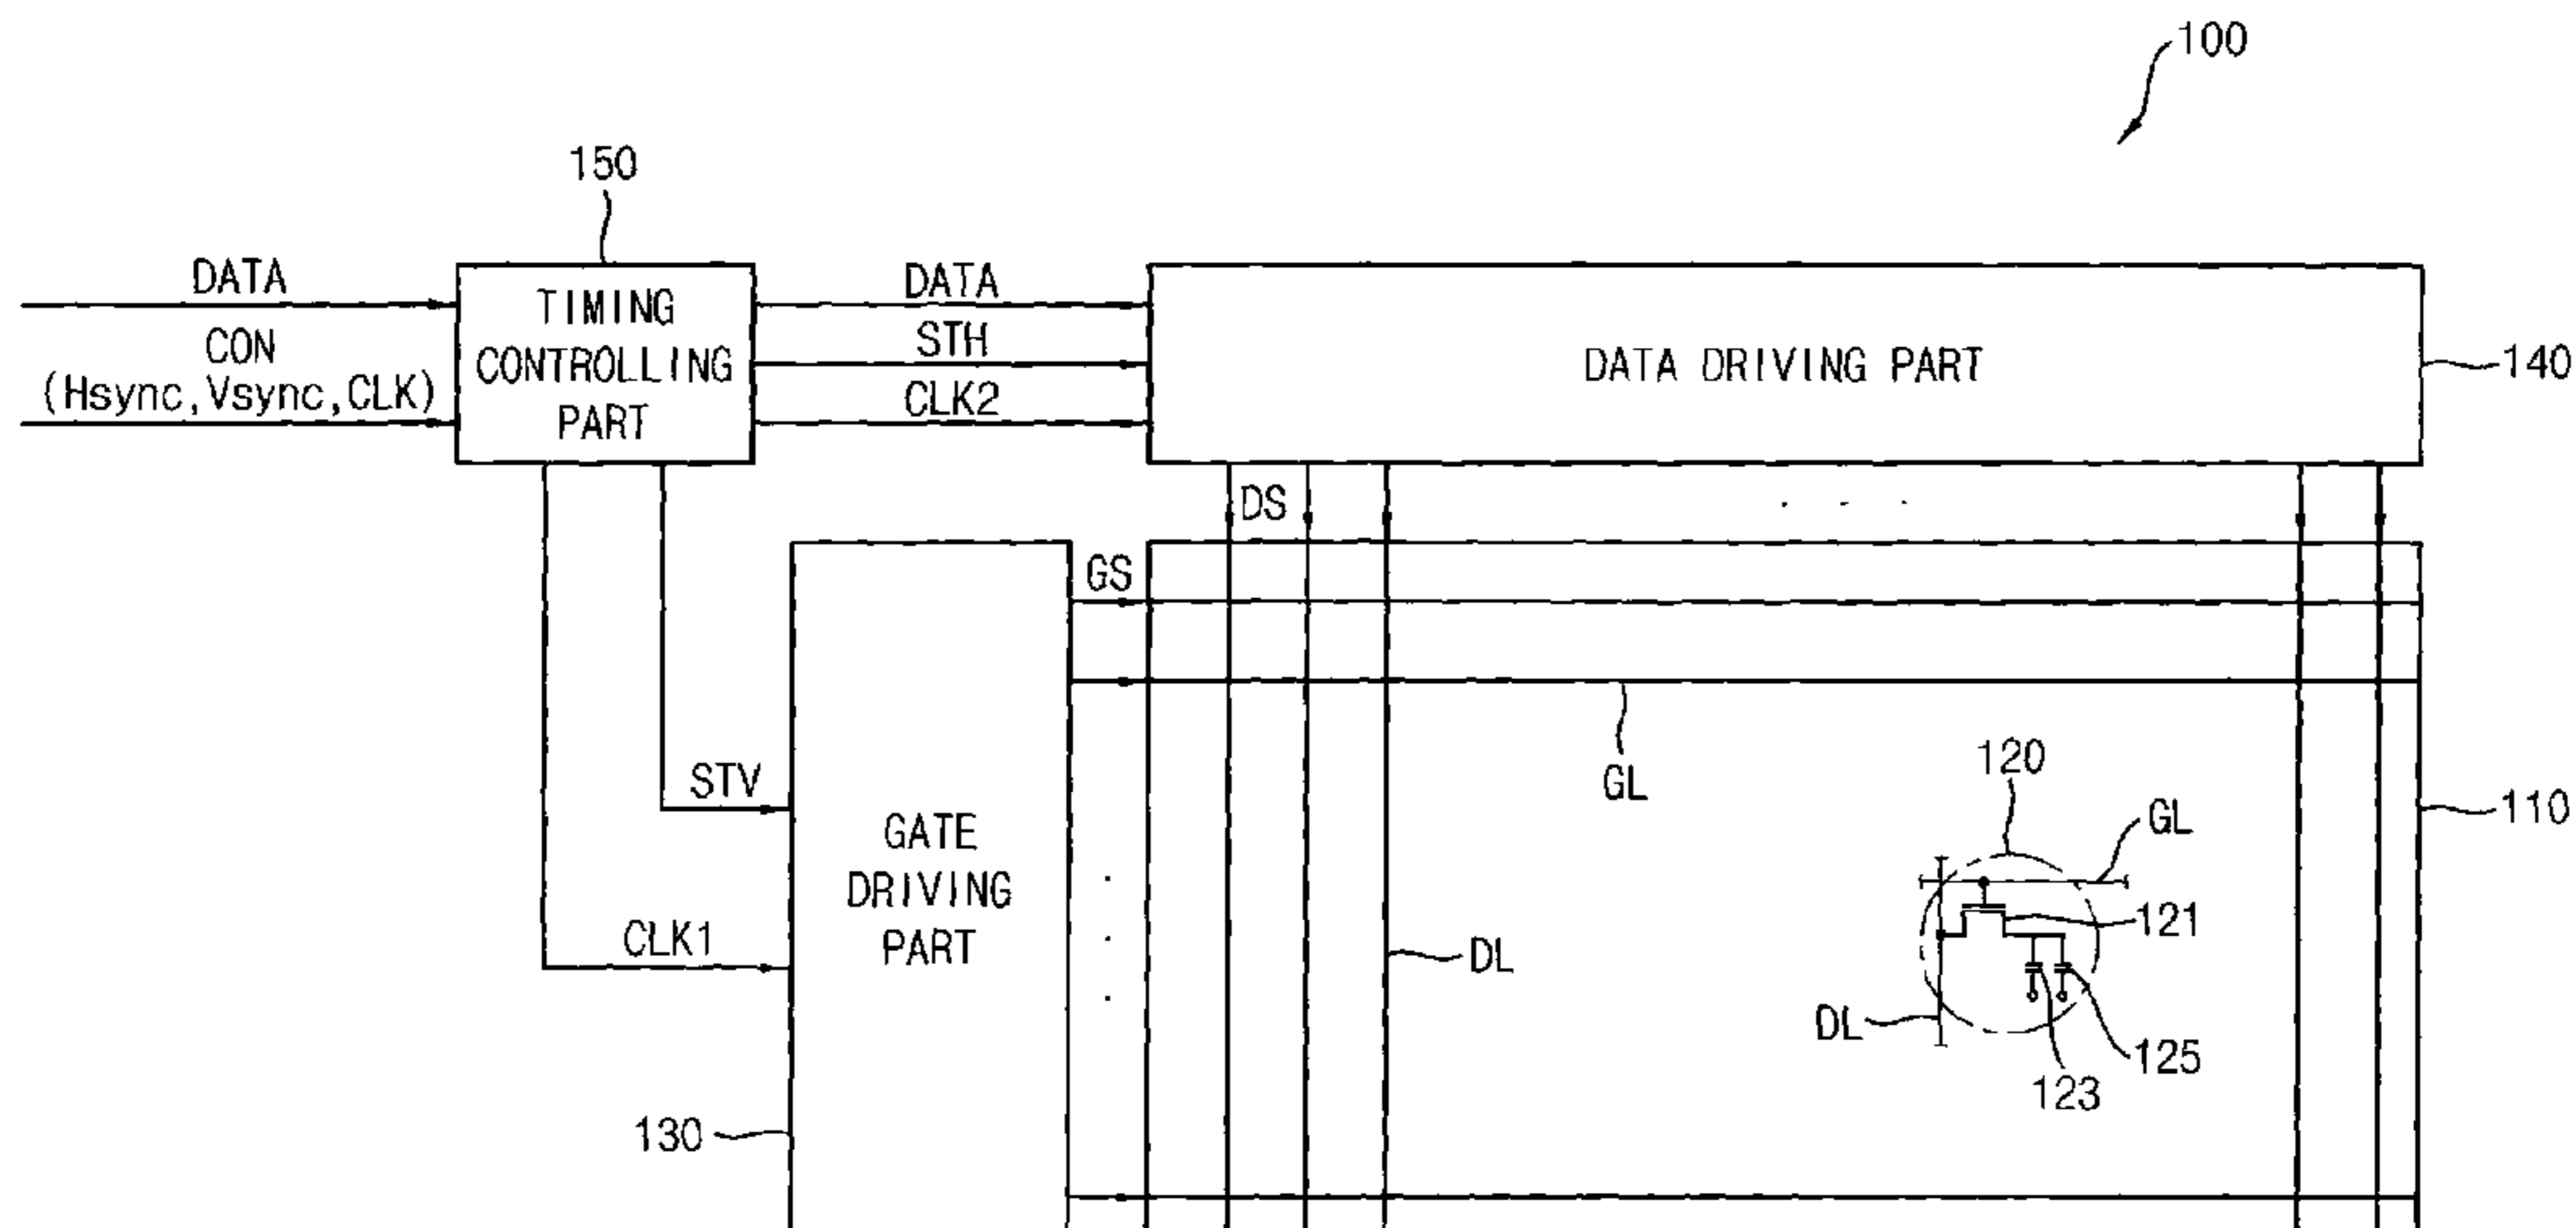 100
150
DATA
CON
(Hsync,Vsync,CLK)
TIMING
CONTROLLING
PART
DATA
STH
CLK2
DATA DRIVING PART
140
DS
GS
GL
STV
CLK1
GATE
DRIVING
PART
130
DL
120
GL
110
121
DL
125
123